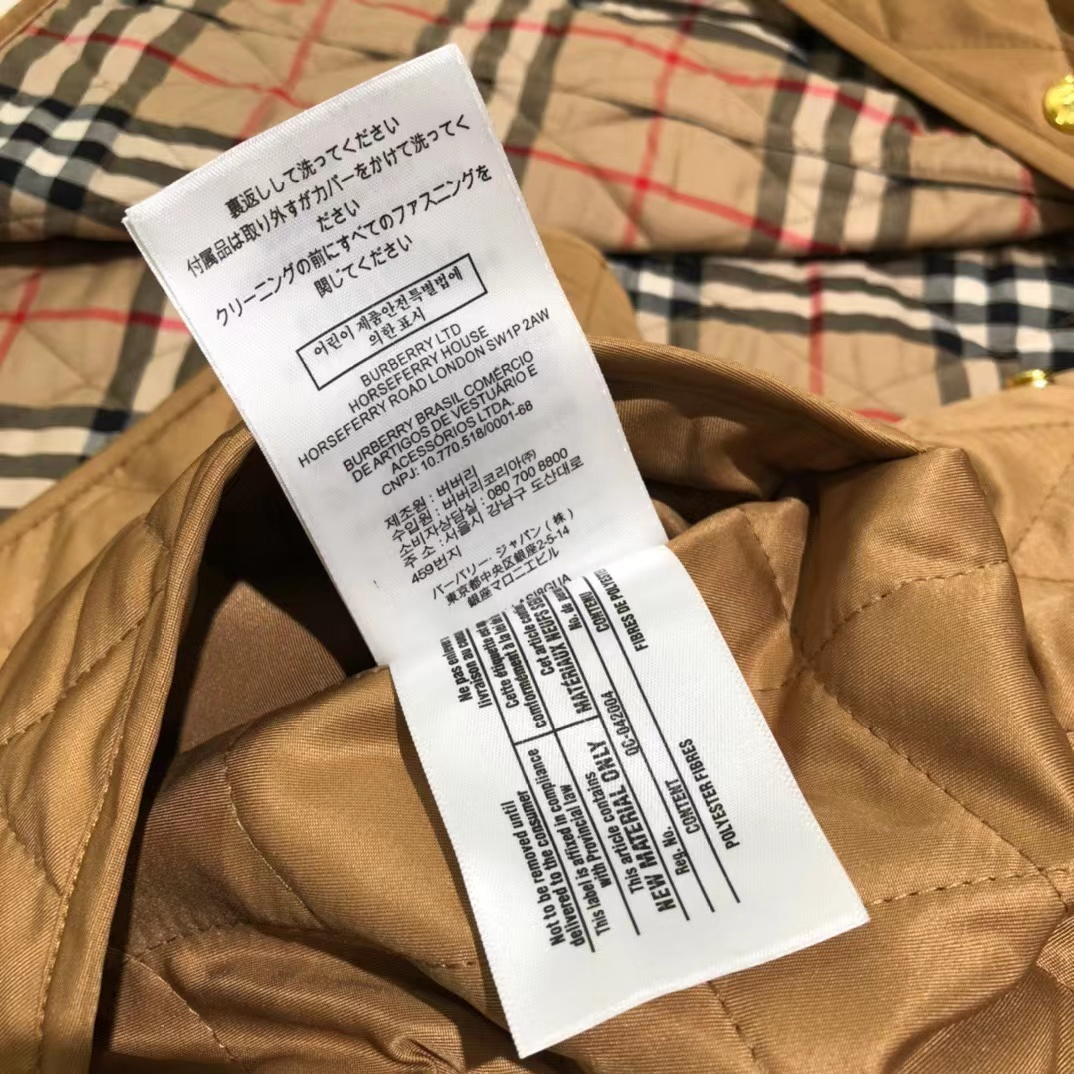 裏返しして洗ってください
付属品は取り外すがカバーをかけて洗ってく
ださい
クリーニングの前にすべてのファスニングを
閉じてください
어린이 제품안전특별법에
의한 표시
BURBERRY LTD
HORSEFERRY HOUSE
HORSEFERRY ROAD LONDON SW1P 2AW
BURBERRY BRASIL COMÉRCIO
DE ARTIGOS DE VESTUÁRIO E
ACESSÓRIOS LTDA.
CNPJ: 10.770.518/0001-68
제조원 : 버버리
수입원 : 버버리코리아㈜
소비자상담실 : 080 700 8800
주소 : 서울시 강남구 도산대로
459번지
バーバリー・ジャパン(株)
東京都中央区銀座2-5-14
銀座マロニエビル
Not to be removed until
delivered to the consumer
This label is affixed in compliance
with Provincial law
This article contains
NEW MATERIAL ONLY
Reg. No. OC-042004
CONTENT
POLYESTER FIBRES
Ne pas enlever
livraison au
Cette étiquette est
conformément à la loi
Cet article
MATÉRIAUX NEUFS
No. de
CONTENU
FIBRES DE